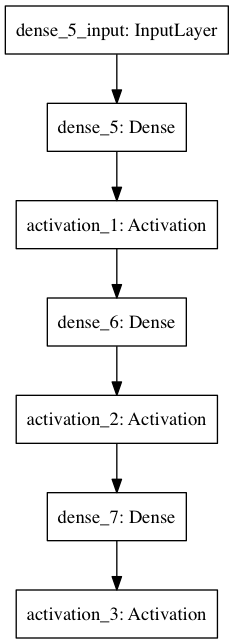 dense_5_input: InputLayer
dense_5: Dense
activation_1: Activation
dense_6: Dense
activation_2: Activation
dense_7: Dense
activation_3: Activation